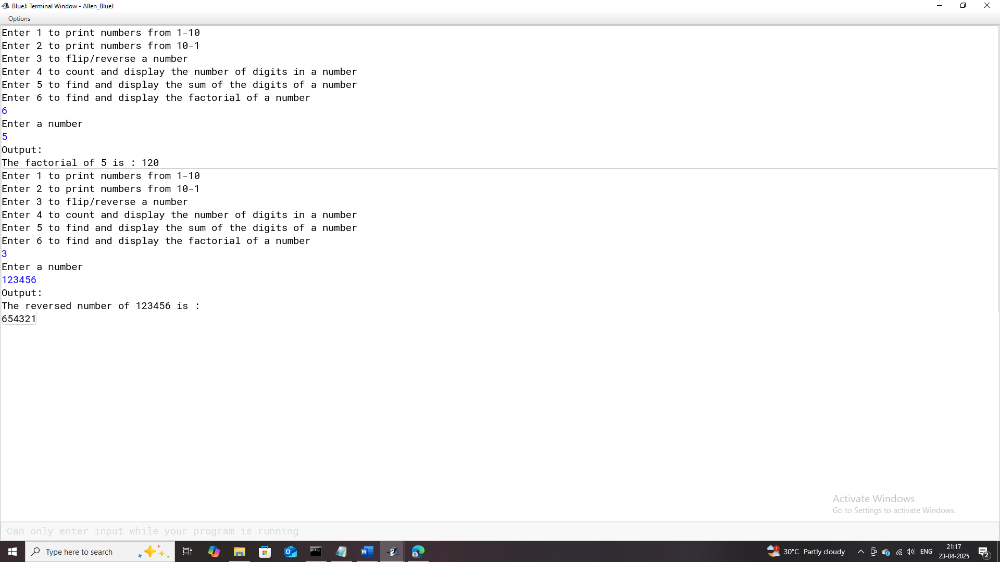 BlueJ: Terminal Window - Allen_BlueJ
Options
Enter 1 to print numbers from 1-10
Enter 2 to print numbers from 10-1
Enter 3 to flip/reverse a number
Enter 4 to count and display the number of digits in a number
Enter 5 to find and display the sum of the digits of a number
Enter 6 to find and display the factorial of a number
6
Enter a number
5
Output:
The factorial of 5 is : 120
Enter 1 to print numbers from 1-10
Enter 2 to print numbers from 10-1
Enter 3 to flip/reverse a number
Enter 4 to count and display the number of digits in a number
Enter 5 to find and display the sum of the digits of a number
Enter 6 to find and display the factorial of a number
3
Enter a number
123456
Output:
The reversed number of 123456 is :
654321
Activate Windows
Go to Settings to activate Windows.
Can only enter input while your program is running
Type here to search
1
30°C Partly cloudy
ENG
21:17
23-04-2025
2